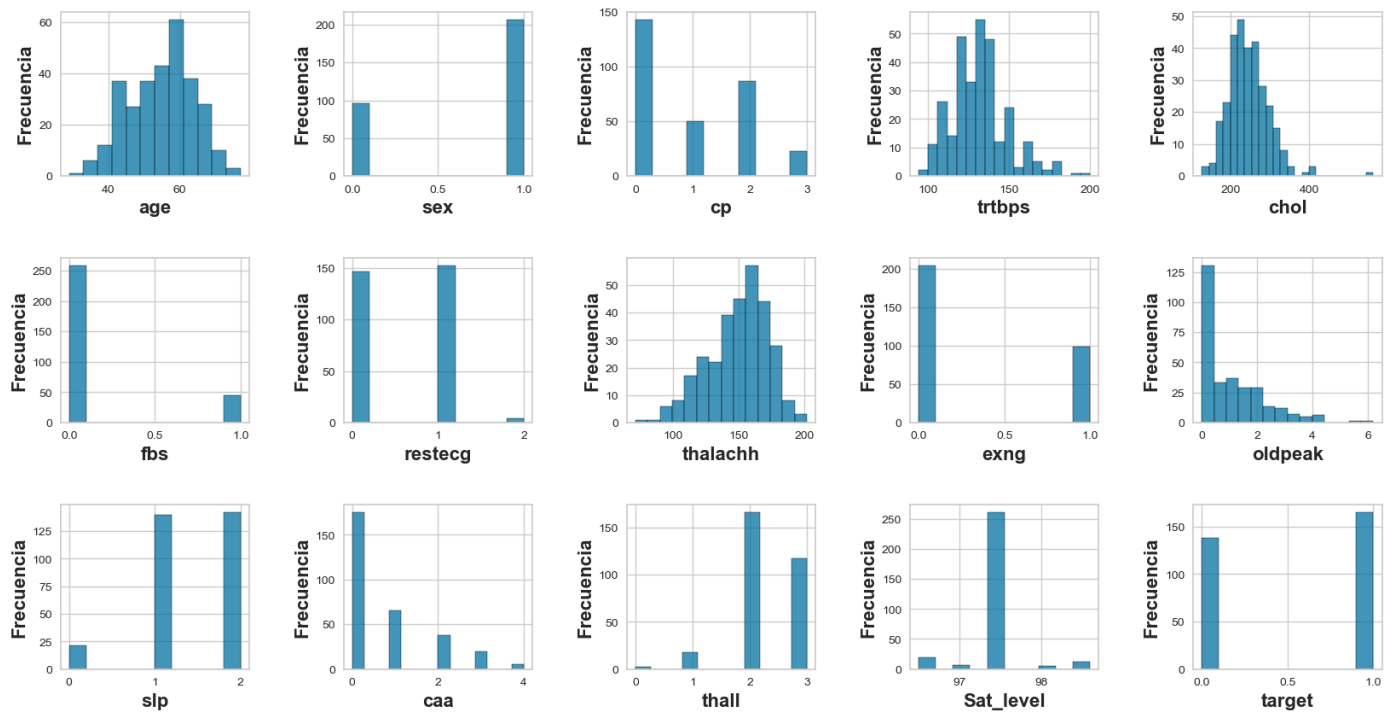 Frecuencia
60
40
20
0
40 60
age
Frecuencia
200
150
100
50
0
0.0 0.5 1.0
sex
Frecuencia
150
100
50
0
0 1 2 3
cp
Frecuencia
50
40
30
20
10
0
100 150 200
trtbps
Frecuencia
50
40
30
20
10
0
200 400
chol
Frecuencia
250
200
150
100
50
0
0.0 0.5 1.0
fbs
Frecuencia
150
100
50
0
0 1 2
restecg
Frecuencia
50
40
30
20
10
0
100 150 200
thalachh
Frecuencia
200
150
100
50
0
0.0 0.5 1.0
exng
Frecuencia
125
100
75
50
25
0
0 2 4 6
oldpeak
Frecuencia
125
100
75
50
25
0
0 1 2
slp
Frecuencia
150
100
50
0
0 2 4
caa
Frecuencia
150
100
50
0
0 1 2 3
thall
Frecuencia
250
200
150
100
50
0
97 98
Sat_level
Frecuencia
150
100
50
0
0.0 0.5 1.0
target